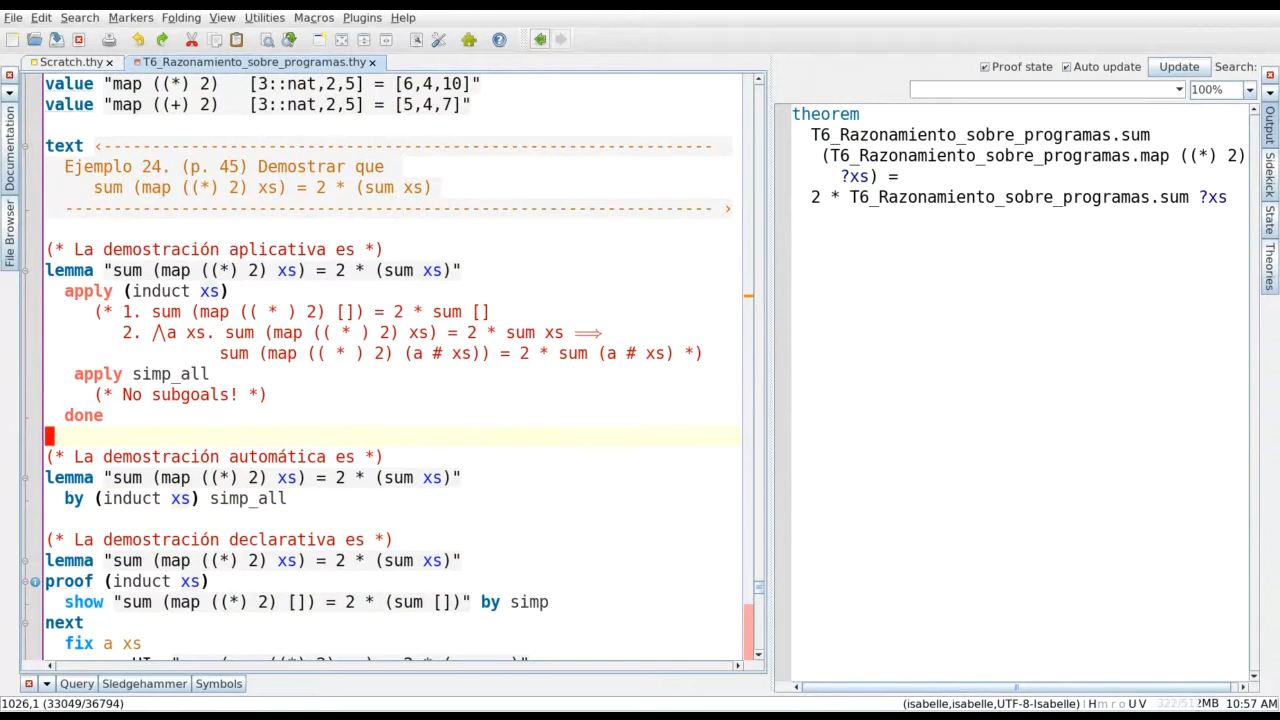 File Edit Search Markers Folding View Utilities Macros Plugins Help
Scratch.thy
T6_Razonamiento_sobre_programas.thy
value "map ((*) 2)   [3::nat,2,5] = [6,4,10]"
value "map ((+) 2)   [3::nat,2,5] = [5,4,7]"
text ‹---------------------------------------------------------------
Ejemplo 24. (p. 45) Demostrar que
sum (map ((*) 2) xs) = 2 * (sum xs)
------------------------------------------------------------------- ›
(* La demostración aplicativa es *)
lemma "sum (map ((*) 2) xs) = 2 * (sum xs)"
apply (induct xs)
(* 1. sum (map (( * ) 2) []) = 2 * sum []
2. ⋀a xs. sum (map (( * ) 2) xs) = 2 * sum xs ⟹
sum (map (( * ) 2) (a # xs)) = 2 * sum (a # xs) *)
apply simp_all
(* No subgoals! *)
done
(* La demostración automática es *)
lemma "sum (map ((*) 2) xs) = 2 * (sum xs)"
by (induct xs) simp_all
(* La demostración declarativa es *)
lemma "sum (map ((*) 2) xs) = 2 * (sum xs)"
proof (induct xs)
show "sum (map ((*) 2) []) = 2 * (sum [])" by simp
next
fix a xs
Proof state Auto update Update Search:
100%
theorem
T6_Razonamiento_sobre_programas.sum
(T6_Razonamiento_sobre_programas.map ((*) 2)
?xs) =
2 * T6_Razonamiento_sobre_programas.sum ?xs
Documentation
File Browser
Output
Sidekick
State
Theories
Query Sledgehammer Symbols
1026,1 (33049/36794)
(isabelle,isabelle,UTF-8-Isabelle) H m r o U V
10:57 AM